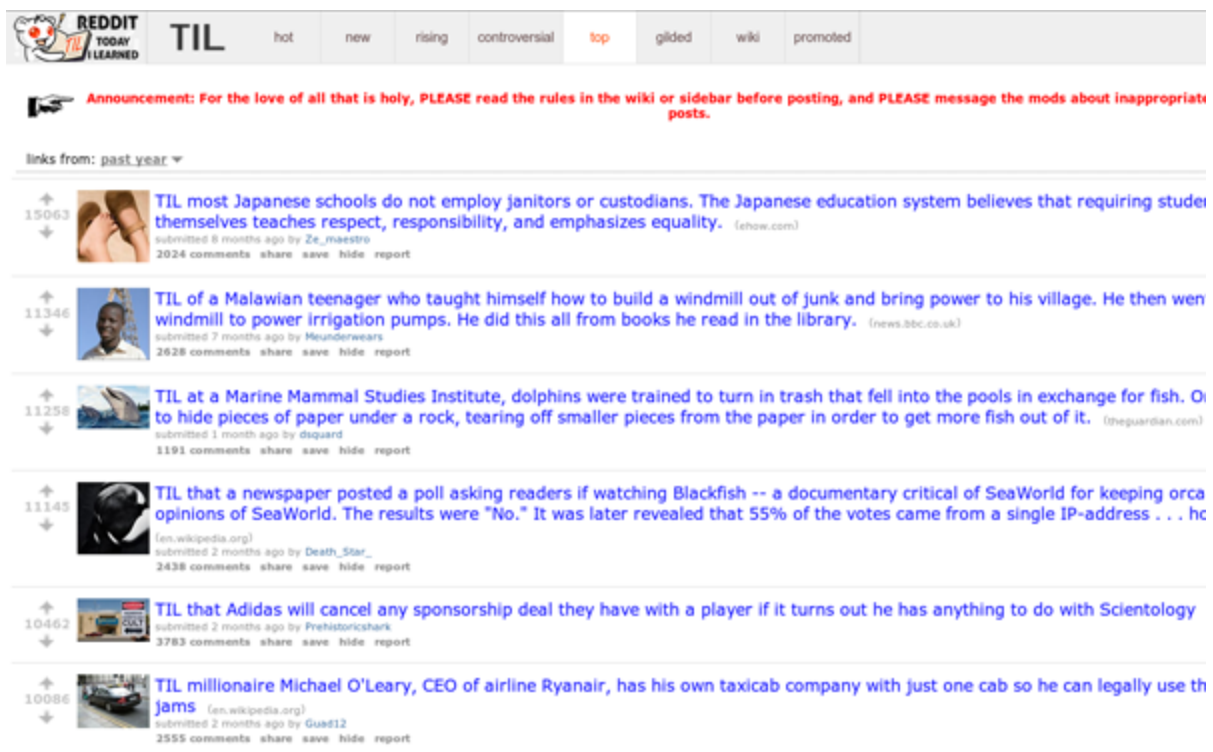 REDDIT
TODAY
I LEARNED
TIL
TIL hot new rising controversial top gilded wiki promoted
Announcement: For the love of all that is holy, PLEASE read the rules in the wiki or sidebar before posting, and PLEASE message the mods about inappropriate
posts.
links from: past year
15063
TIL most Japanese schools do not employ janitors or custodians. The Japanese education system believes that requiring studen
themselves teaches respect, responsibility, and emphasizes equality. (ehow.com)
submitted 8 months ago by Ze_maestro
2024 comments share save hide report
11346
TIL of a Malawian teenager who taught himself how to build a windmill out of junk and bring power to his village. He then went
windmill to power irrigation pumps. He did this all from books he read in the library. (news.bbc.co.uk)
submitted 7 months ago by Meunderwears
2628 comments share save hide report
11258
TIL at a Marine Mammal Studies Institute, dolphins were trained to turn in trash that fell into the pools in exchange for fish. O
to hide pieces of paper under a rock, tearing off smaller pieces from the paper in order to get more fish out of it. (theguardian.com)
submitted 1 month ago by dsquard
1191 comments share save hide report
11145
TIL that a newspaper posted a poll asking readers if watching Blackfish -- a documentary critical of SeaWorld for keeping orca
opinions of SeaWorld. The results were "No." It was later revealed that 55% of the votes came from a single IP-address . . . ho
(en.wikipedia.org)
submitted 2 months ago by Death_Star_
2438 comments share save hide report
10462
TIL that Adidas will cancel any sponsorship deal they have with a player if it turns out he has anything to do with Scientology
submitted 2 months ago by Prehistoricshark
3783 comments share save hide report
CULT
10086
TIL millionaire Michael O'Leary, CEO of airline Ryanair, has his own taxicab company with just one cab so he can legally use th
jams (en.wikipedia.org)
submitted 2 months ago by Guad12
2555 comments share save hide report